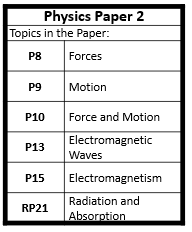 Physics Paper 2
Topics in the Paper:
P8 Forces
P9 Motion
P10 Force and Motion
P13 Electromagnetic
Waves
P15 Electromagnetism
RP21 Radiation and
Absorption